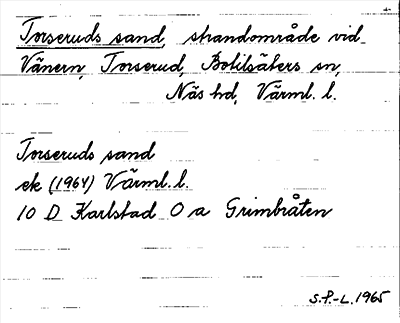 Torseruds sand, strandområde vid
Vänern, Torserud, Botilsäters sn,
Näs hd, Värml. l.
Torseruds sand
ek (1964) Värml. l.
10 D Karlstad 0 a Grimbråten
S.P.-L. 1965